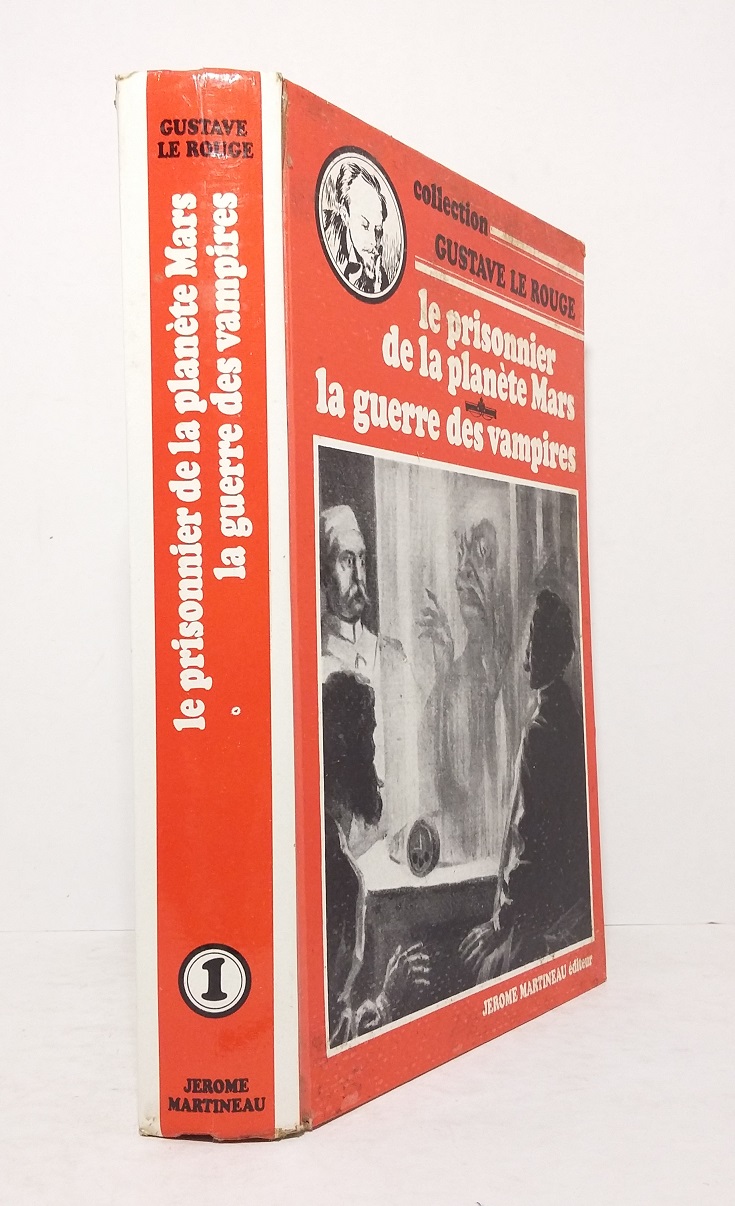 GUSTAVE
LE ROUGE
le prisonnier de la planète Mars
la guerre des vampires
1
JEROME
MARTINEAU
collection
GUSTAVE LE ROUGE
le prisonnier
de la planète Mars
la guerre des vampires
JEROME MARTINEAU éditeur